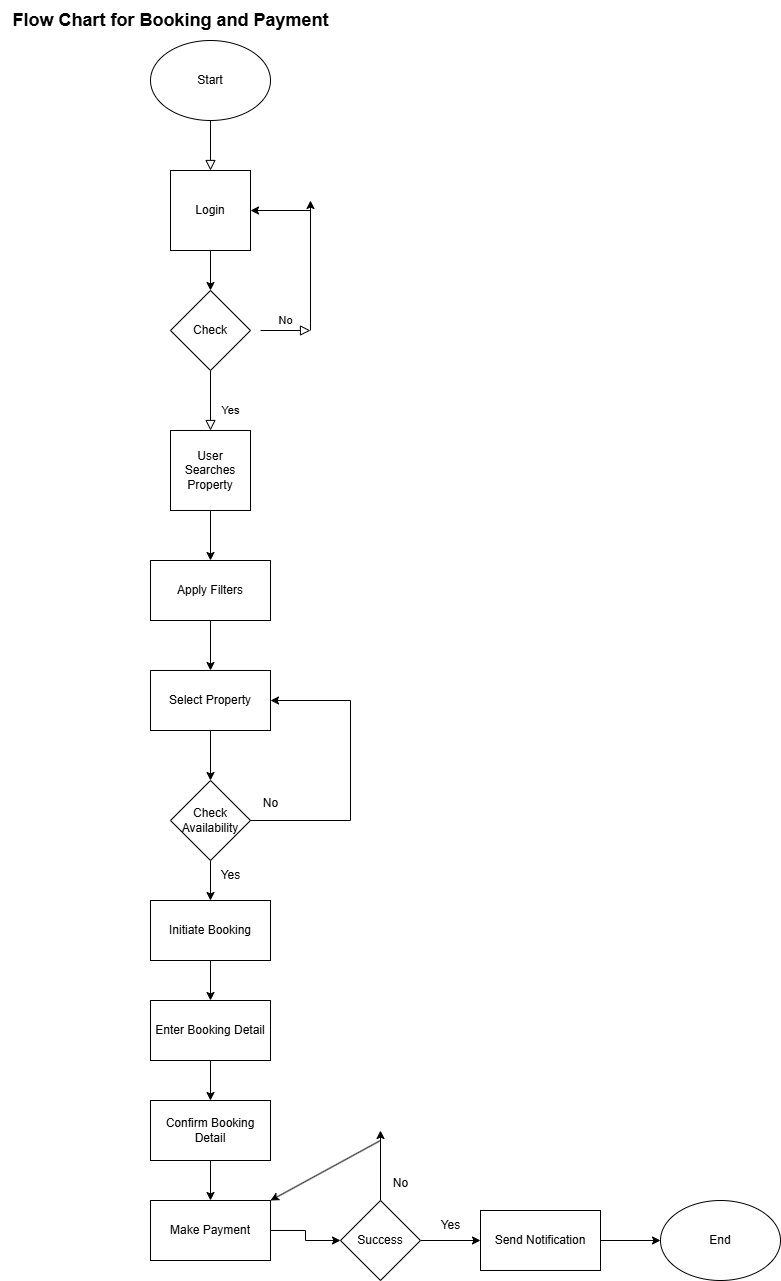 Flow Chart for Booking and Payment
Start
Login
Check
No
Yes
User
Searches
Property
Apply Filters
Select Property
Check
Availability
No
Yes
Initiate Booking
Enter Booking Detail
Confirm Booking
Detail
Make Payment
No
Success
Yes
Send Notification
End